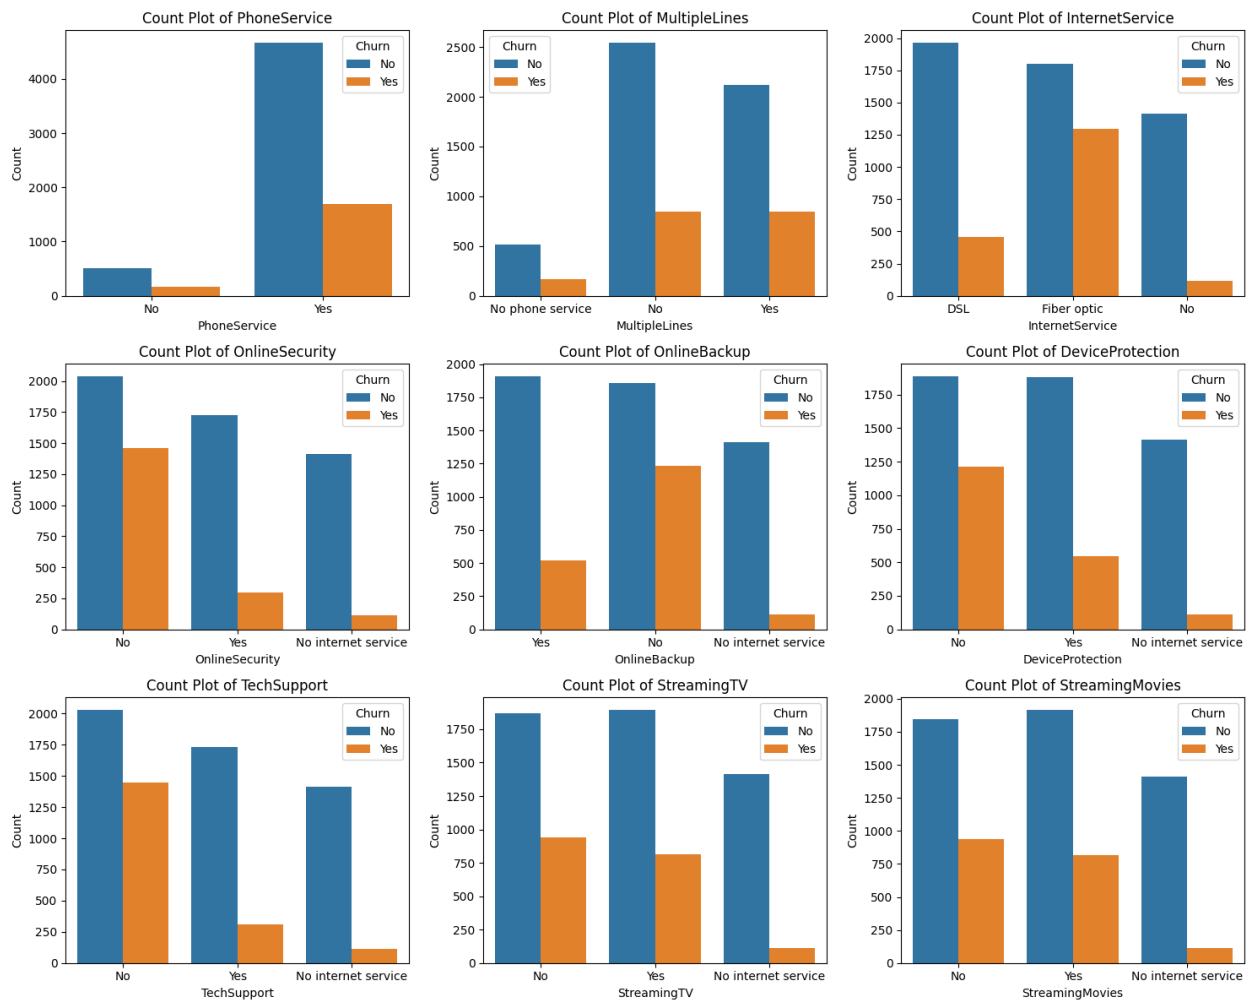 Count Plot of PhoneService
Churn
No
Yes
4000
3000
2000
1000
0
Count
No
Yes
PhoneService
Count Plot of MultipleLines
Churn
No
Yes
2500
2000
1500
1000
500
0
Count
No phone service
No
Yes
MultipleLines
Count Plot of InternetService
Churn
No
Yes
2000
1750
1500
1250
1000
750
500
250
0
Count
DSL
Fiber optic
No
InternetService
Count Plot of OnlineSecurity
Churn
No
Yes
2000
1750
1500
1250
1000
750
500
250
0
Count
No
Yes
No internet service
OnlineSecurity
Count Plot of OnlineBackup
Churn
No
Yes
2000
1750
1500
1250
1000
750
500
250
0
Count
Yes
No
No internet service
OnlineBackup
Count Plot of DeviceProtection
Churn
No
Yes
1750
1500
1250
1000
750
500
250
0
Count
No
Yes
No internet service
DeviceProtection
Count Plot of TechSupport
Churn
No
Yes
2000
1750
1500
1250
1000
750
500
250
0
Count
No
Yes
No internet service
TechSupport
Count Plot of StreamingTV
Churn
No
Yes
1750
1500
1250
1000
750
500
250
0
Count
No
Yes
No internet service
StreamingTV
Count Plot of StreamingMovies
Churn
No
Yes
2000
1750
1500
1250
1000
750
500
250
0
Count
No
Yes
No internet service
StreamingMovies